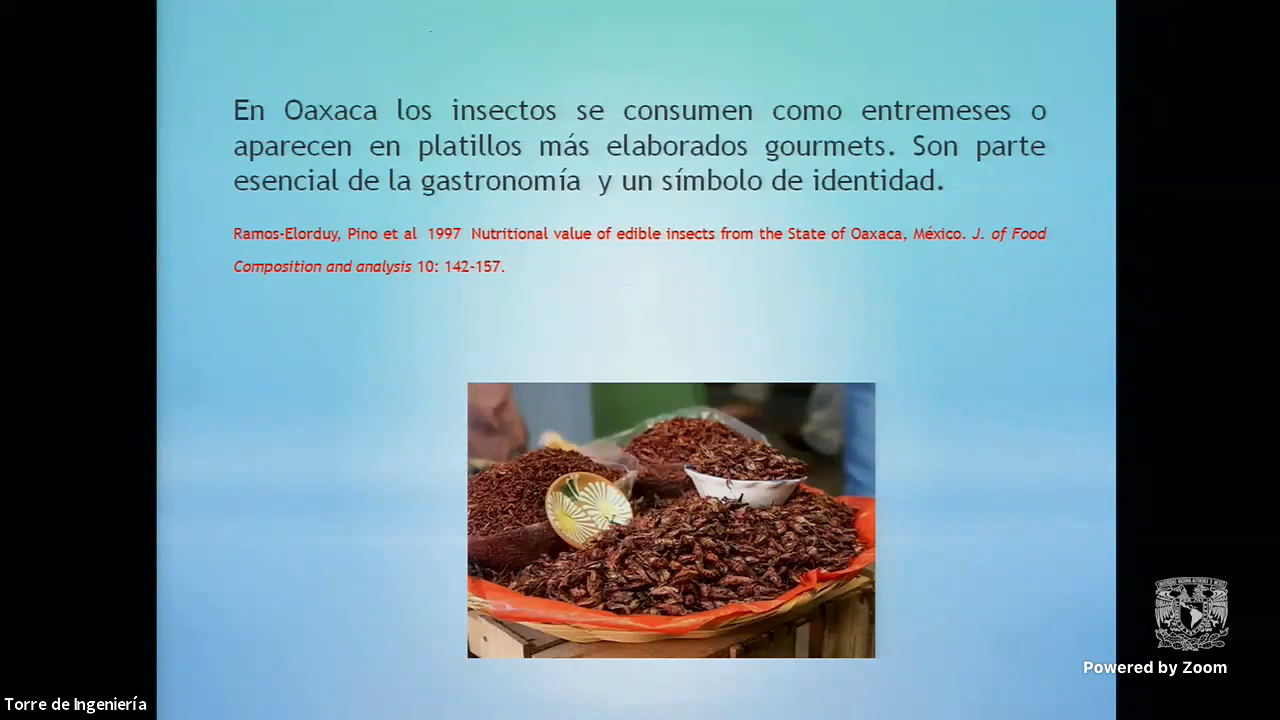 En Oaxaca los insectos se consumen como entremeses o
aparecen en platillos más elaborados gourmets. Son parte
esencial de la gastronomía y un símbolo de identidad.
Ramos-Elorduy, Pino et al 1997 Nutritional value of edible insects from the State of Oaxaca, México. J. of Food
Composition and analysis 10: 142-157.
Powered by Zoom
Torre de Ingeniería